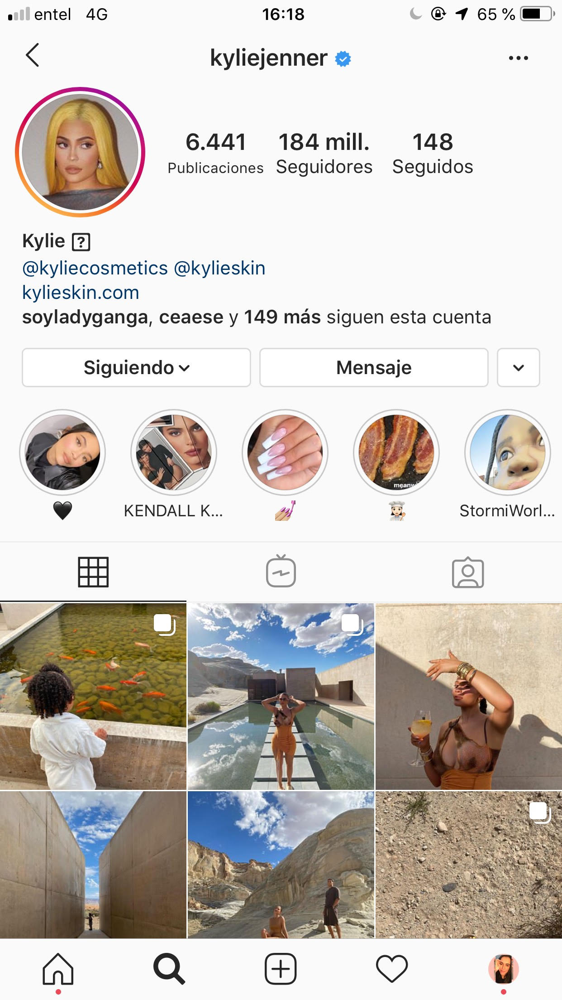 entel 4G 16:18 65 %
kyliejenner
6.441 184 mill. 148
Publicaciones Seguidores Seguidos
Kylie
@kyliecosmetics @kylieskin
kylieskin.com
soyladyganga, ceaese y 149 más siguen esta cuenta
Siguiendo Mensaje
KENDALL K... StormiWorl...